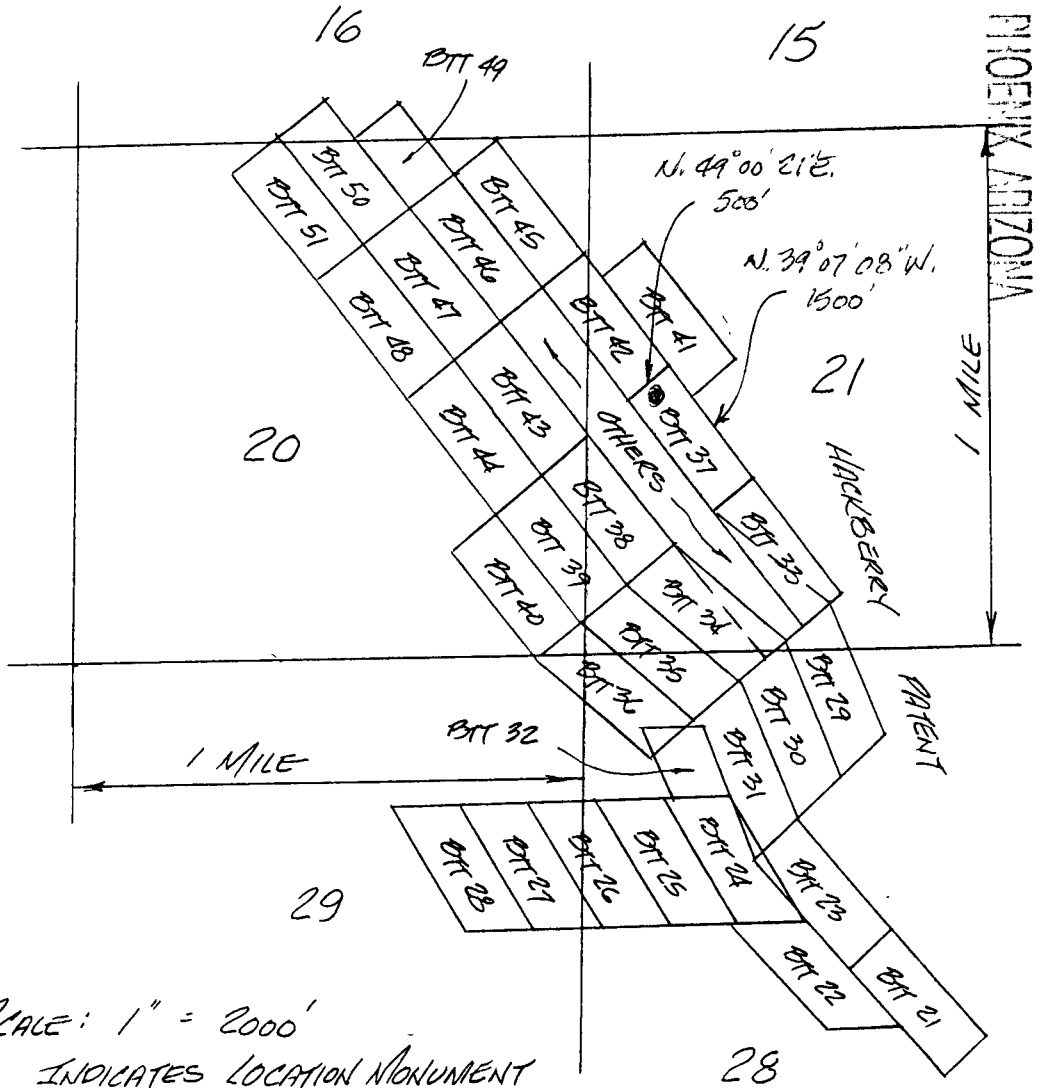 16
15
PHOENIX, ARIZONA
BTT 49
BTT 50
BTT 51
BTT 45
BTT 46
BTT 47
BTT 48
N. 49°00'21"E.
500'
N. 39°07'08"W.
1500'
BTT 41
BTT 42
BTT 43
BTT 44
OTHERS
BTT 37
21
1 MILE
20
HACKBERRY
BTT 38
BTT 39
BTT 40
BTT 33
BTT 34
BTT 35
BTT 36
BTT 29
BTT 30
BTT 31
PATENT
BTT 32
1 MILE
BTT 28
BTT 27
BTT 26
BTT 25
BTT 24
BTT 23
29
BTT 22
BTT 21
SCALE: 1" = 2000'
INDICATES LOCATION MONUMENT
28